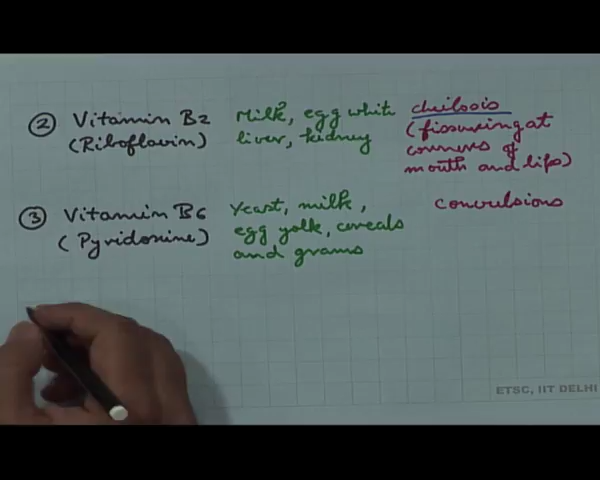 ② Vitamin B2 Milk, egg white cheilosis
(Riboflavin) liver, kidney (fissuring at
corners of
mouth and lips)
③ Vitamin B6 Yeast, milk, convulsions
(Pyridoxine) egg yolk, cereals
and grams
ETSC, IIT DELHI